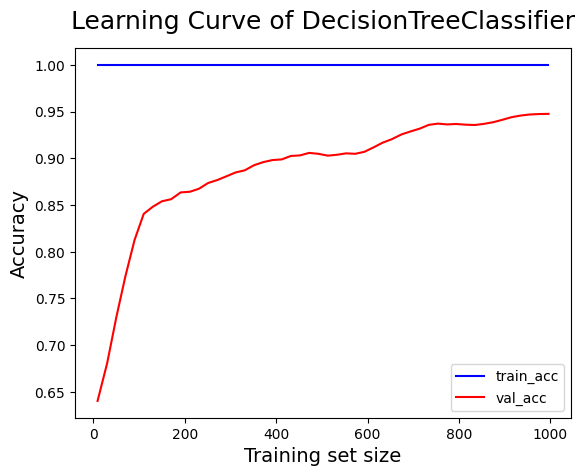 Learning Curve of DecisionTreeClassifier
1.00
0.95
0.90
0.85
0.80
0.75
0.70
0.65
Accuracy
train_acc
val_acc
0
200
400
600
800
1000
Training set size